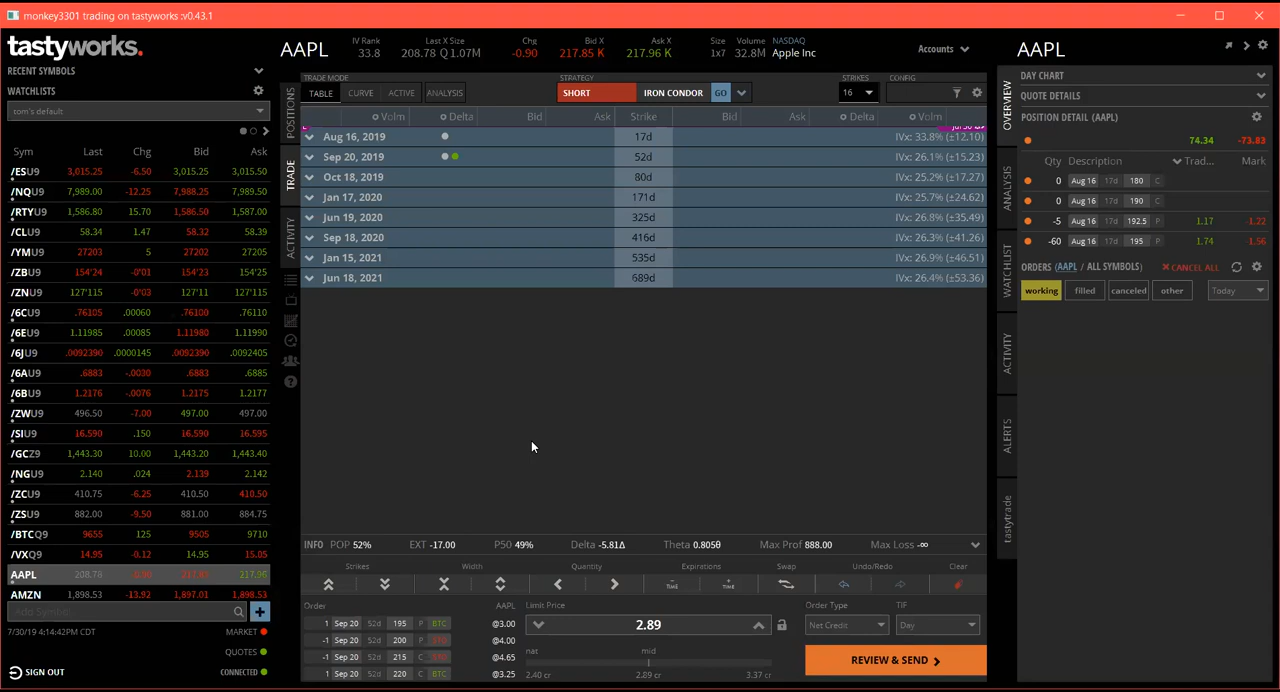 monkey3301 trading on tastyworks :v0.43.1
tastyworks.
RECENT SYMBOLS
WATCHLISTS
tom's default
Sym Last Chg Bid Ask
/ESU9 3,015.25 -6.50 3,015.25 3,015.50
/NQU9 7,989.00 -12.25 7,988.25 7,989.50
/RTYU9 1,586.80 15.70 1,586.50 1,587.00
/CLU9 58.34 1.47 58.32 58.39
/YMU9 27203 5 27202 27205
/ZBU9 154'24 -0'01 154'23 154'25
/ZNU9 127'115 -0'03 127'11 127'115
/6CU9 .76105 .00060 .76100 .76110
/6EU9 1.11985 .00085 1.11980 1.11990
/6JU9 .0092390 .0000145 .0092390 .0092405
/6AU9 .6883 -.0030 .6883 .6885
/6BU9 1.2176 -.0076 1.2175 1.2177
/ZWU9 496.50 -7.00 497.00 497.00
/SIU9 16.590 .150 16.590 16.595
/GCZ9 1,443.30 10.00 1,443.20 1,443.40
/NGU9 2.140 .024 2.139 2.142
/ZCU9 410.75 -6.25 410.50 410.50
/ZSU9 882.00 -9.50 881.00 884.75
/BTCQ9 9655 125 9505 9710
/VXQ9 14.95 -0.12 14.95 15.05
AAPL 208.78 -0.90 217.85 217.96
AMZN 1,898.53 -13.92 1,897.01 1,898.53
Add Symbol
7/30/19 4:14:42PM CDT MARKET
QUOTES
SIGN OUT CONNECTED
AAPL
IV Rank Last X Size Chg Bid X Ask X Size Volume NASDAQ
33.8 208.78 Q 1.07M -0.90 217.85 K 217.96 K 1x7 32.8M Apple Inc
Accounts
POSITIONS
TRADE
ACTIVITY
TRADE MODE STRATEGY STRIKES CONFIG
TABLE CURVE ACTIVE ANALYSIS SHORT IRON CONDOR GO 16
Volm Delta Bid Ask Strike Bid Ask Delta Volm
Aug 16, 2019 17d IVx: 33.8% (±12.10)
Sep 20, 2019 52d IVx: 26.1% (±15.23)
Oct 18, 2019 80d IVx: 25.2% (±17.27)
Jan 17, 2020 171d IVx: 25.7% (±24.62)
Jun 19, 2020 325d IVx: 26.8% (±35.49)
Sep 18, 2020 416d IVx: 26.3% (±41.26)
Jan 15, 2021 535d IVx: 26.9% (±46.51)
Jun 18, 2021 689d IVx: 26.4% (±53.36)
INFO POP 52% EXT -17.00 P50 49% Delta -5.81Δ Theta 0.805θ Max Prof 888.00 Max Loss -∞
Strikes Width Quantity Expirations Swap Undo/Redo Clear
TIME TIME
Order AAPL Limit Price Order Type TIF
1 Sep 20 52d 195 P BTC @3.00
-1 Sep 20 52d 200 P STO @4.00
-1 Sep 20 52d 215 C STO @4.65
1 Sep 20 52d 220 C BTC @3.25
2.89
Net Credit Day
nat mid
2.40 cr 2.89 cr 3.37 cr
REVIEW & SEND
OVERVIEW
ANALYSIS
WATCHLIST
ACTIVITY
ALERTS
tastytrade
AAPL
DAY CHART
QUOTE DETAILS
POSITION DETAIL (AAPL)
74.34 -73.83
Qty Description Trad... Mark
0 Aug 16 17d 180 C
0 Aug 16 17d 190 C
-5 Aug 16 17d 192.5 P 1.17 -1.22
-60 Aug 16 17d 195 P 1.74 -1.56
ORDERS (AAPL / ALL SYMBOLS) CANCEL ALL
working filled canceled other Today